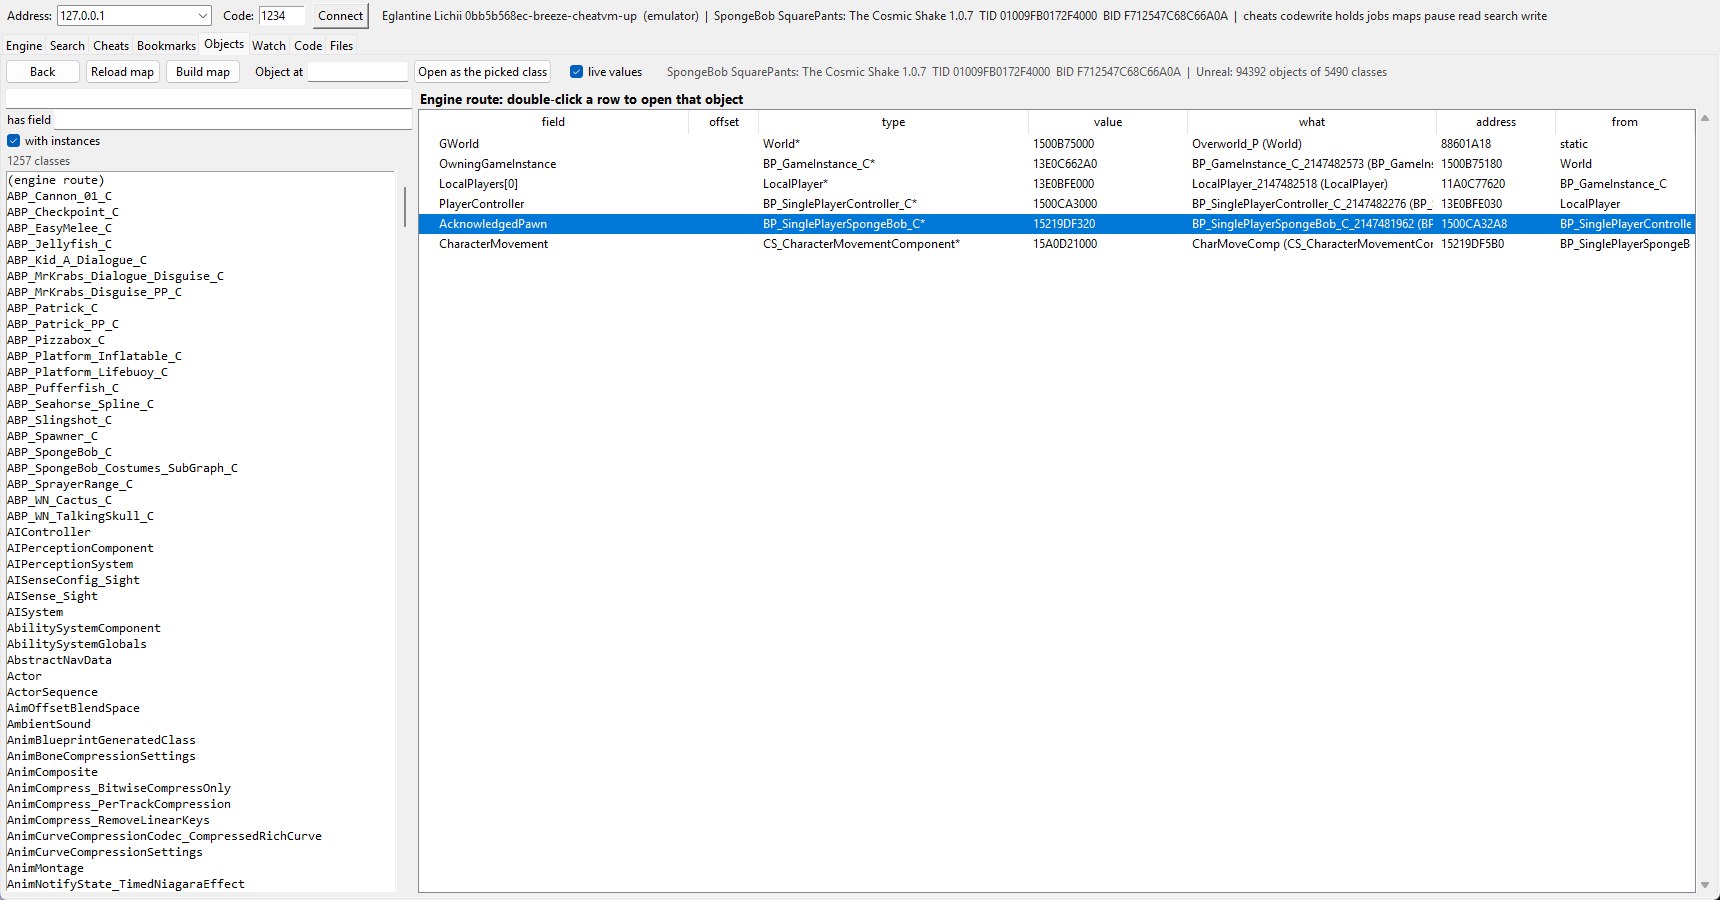 Address: 127.0.0.1 Code: 1234 Connect Eglantine Lichii 0bb5b568ec-breeze-cheatvm-up (emulator) | SpongeBob SquarePants: The Cosmic Shake 1.0.7 TID 01009FB0172F4000 BID F712547C68C66A0A | cheats codewrite holds jobs maps pause read search write
Engine Search Cheats Bookmarks Objects Watch Code Files
Back Reload map Build map Object at Open as the picked class live values SpongeBob SquarePants: The Cosmic Shake 1.0.7 TID 01009FB0172F4000 BID F712547C68C66A0A | Unreal: 94392 objects of 5490 classes
Engine route: double-click a row to open that object
has field
with instances
1257 classes
field offset type value what address from
GWorld World* 1500B75000 Overworld_P (World) 88601A18 static
OwningGameInstance BP_GameInstance_C* 13E0C662A0 BP_GameInstance_C_2147482573 (BP_GameIns 1500B75180 World
LocalPlayers[0] LocalPlayer* 13E0BFE000 LocalPlayer_2147482518 (LocalPlayer) 11A0C77620 BP_GameInstance_C
PlayerController BP_SinglePlayerController_C* 1500CA3000 BP_SinglePlayerController_C_2147482276 (BP_ 13E0BFE030 LocalPlayer
AcknowledgedPawn BP_SinglePlayerSpongeBob_C* 15219DF320 BP_SinglePlayerSpongeBob_C_2147481962 (BP 1500CA32A8 BP_SinglePlayerControlle
CharacterMovement CS_CharacterMovementComponent* 15A0D21000 CharMoveComp (CS_CharacterMovementCor 15219DF5B0 BP_SinglePlayerSpongeB
(engine route)
ABP_Cannon_01_C
ABP_Checkpoint_C
ABP_EasyMelee_C
ABP_Jellyfish_C
ABP_Kid_A_Dialogue_C
ABP_MrKrabs_Dialogue_Disguise_C
ABP_MrKrabs_Disguise_PP_C
ABP_Patrick_C
ABP_Patrick_PP_C
ABP_Pizzabox_C
ABP_Platform_Inflatable_C
ABP_Platform_Lifebuoy_C
ABP_Pufferfish_C
ABP_Seahorse_Spline_C
ABP_Slingshot_C
ABP_Spawner_C
ABP_SpongeBob_C
ABP_SpongeBob_Costumes_SubGraph_C
ABP_SprayerRange_C
ABP_WN_Cactus_C
ABP_WN_TalkingSkull_C
AIController
AIPerceptionComponent
AIPerceptionSystem
AISenseConfig_Sight
AISense_Sight
AISystem
AbilitySystemComponent
AbilitySystemGlobals
AbstractNavData
Actor
ActorSequence
AimOffsetBlendSpace
AmbientSound
AnimBlueprintGeneratedClass
AnimBoneCompressionSettings
AnimComposite
AnimCompress_BitwiseCompressOnly
AnimCompress_PerTrackCompression
AnimCompress_RemoveLinearKeys
AnimCurveCompressionCodec_CompressedRichCurve
AnimCurveCompressionSettings
AnimMontage
AnimNotifyState_TimedNiagaraEffect